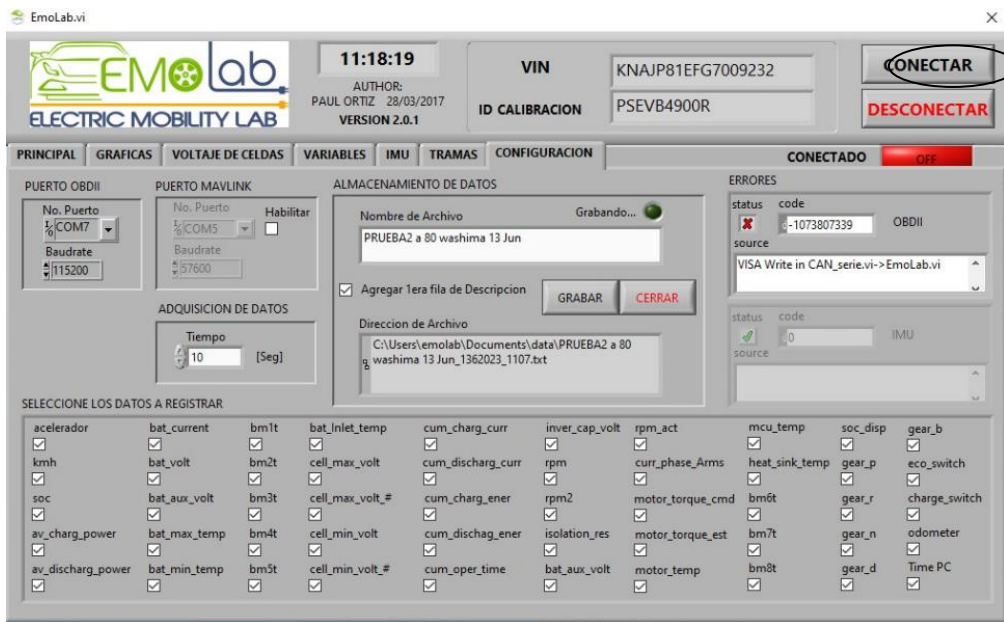 EmoLab.vi
EMOlab
ELECTRIC MOBILITY LAB
11:18:19
AUTHOR:
PAUL ORTIZ 28/03/2017
VERSION 2.0.1
VIN KNAJP81EFG7009232
ID CALIBRACION PSEVB4900R
CONECTAR
DESCONECTAR
PRINCIPAL GRAFICAS VOLTAJE DE CELDAS VARIABLES IMU TRAMAS CONFIGURACION
CONECTADO OFF
PUERTO OBDII
No. Puerto
COM7
Baudrate
115200
PUERTO MAVLINK
No. Puerto Habilitar
COM5
Baudrate
57600
ADQUISICION DE DATOS
Tiempo
10 [Seg]
ALMACENAMIENTO DE DATOS
Nombre de Archivo Grabando...
PRUEBA2 a 80 washima 13 Jun
Agregar 1era fila de Descripcion GRABAR CERRAR
Direccion de Archivo
C:\Users\emolab\Documents\data\PRUEBA2 a 80
washima 13 Jun_1362023_1107.txt
ERRORES
status code
-1073807339 OBDII
source
VISA Write in CAN_serie.vi->EmoLab.vi
status code
0 IMU
source
SELECCIONE LOS DATOS A REGISTRAR
acelerador bat_current bm1t bat_Inlet_temp cum_charg_curr inver_cap_volt rpm_act mcu_temp soc_disp gear_b
kmh bat_volt bm2t cell_max_volt cum_discharg_curr rpm curr_phase_Arms heat_sink_temp gear_p eco_switch
soc bat_aux_volt bm3t cell_max_volt_# cum_charg_ener rpm2 motor_torque_cmd bm6t gear_r charge_switch
av_charg_power bat_max_temp bm4t cell_min_volt cum_dischag_ener isolation_res motor_torque_est bm7t gear_n odometer
av_discharg_power bat_min_temp bm5t cell_min_volt_# cum_oper_time bat_aux_volt motor_temp bm8t gear_d Time PC